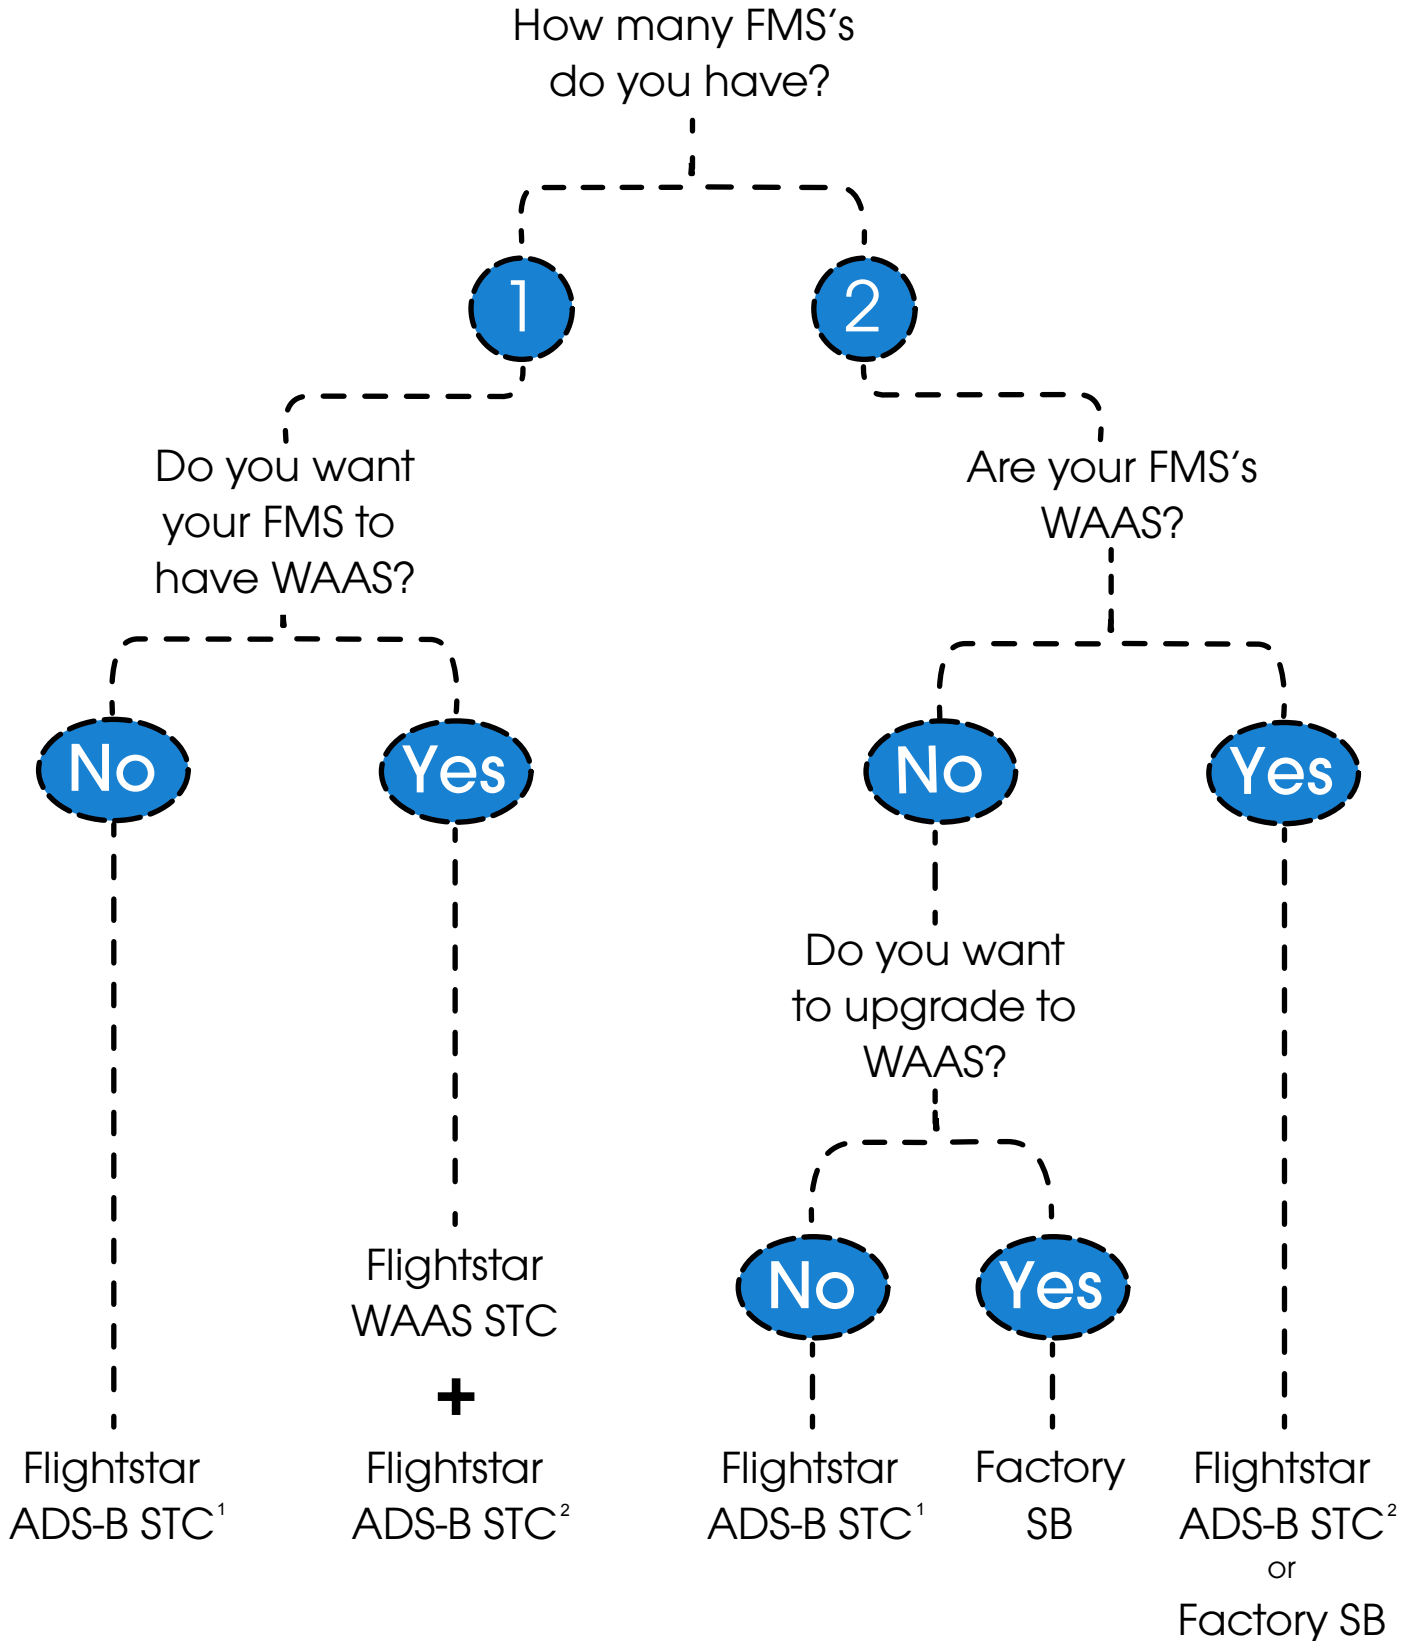 How many FMS's
do you have?
1
2
Do you want
your FMS to
have WAAS?
Are your FMS's
WAAS?
No
Yes
No
Yes
Do you want
to upgrade to
WAAS?
No
Yes
Flightstar
WAAS STC
+
Flightstar
ADS-B STC¹
Flightstar
ADS-B STC²
Flightstar
ADS-B STC¹
Factory
SB
Flightstar
ADS-B STC²
or
Factory SB